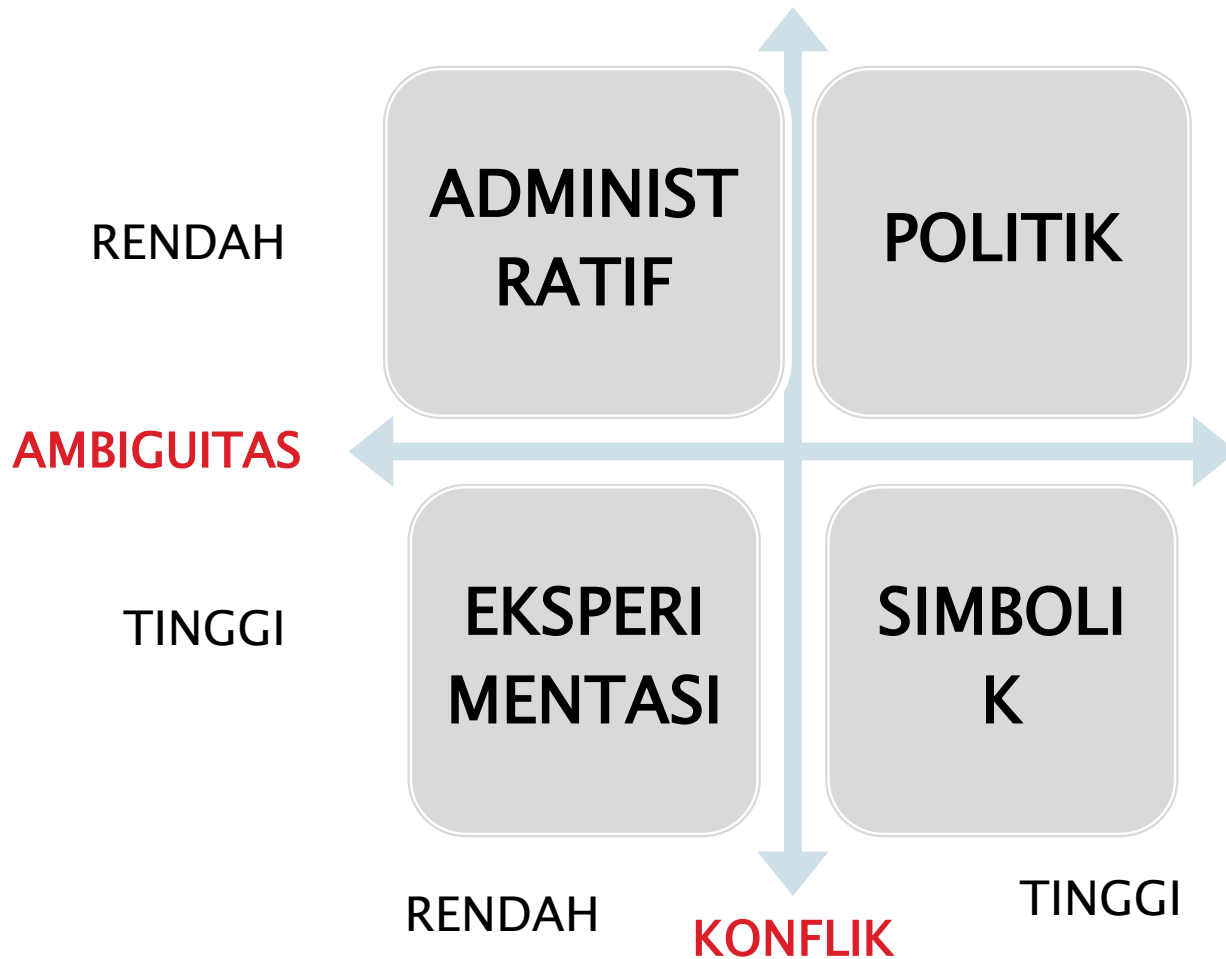 ADMINIST
RATIF
POLITIK
RENDAH
AMBIGUITAS
EKSPERI
MENTASI
SIMBOLI
K
TINGGI
RENDAH
KONFLIK
TINGGI